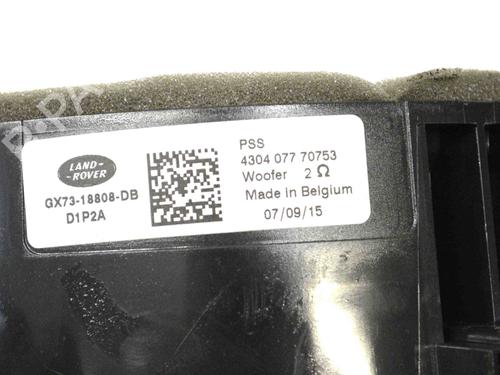 LAND-
ROVER
GX73-18808-DB
D1P2A
PSS
4304 077 70753
Woofer 2 Ω
Made in Belgium
07/09/15